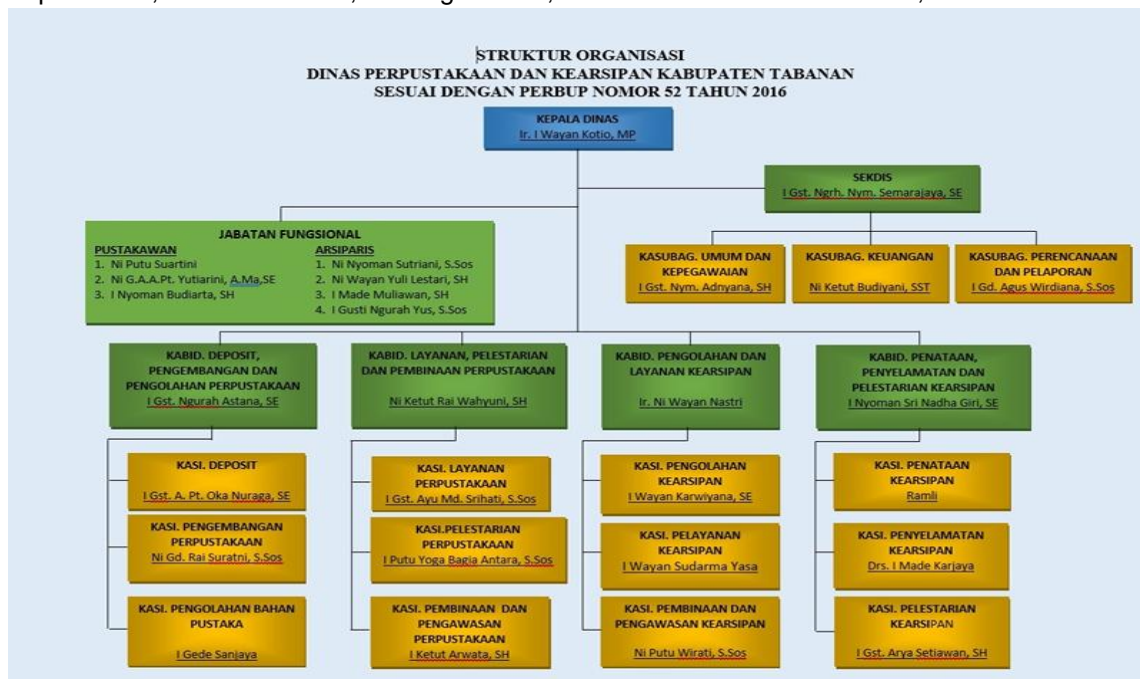 STRUKTUR ORGANISASI
DINAS PERPUSTAKAAN DAN KEARSIPAN KABUPATEN TABANAN
SESUAI DENGAN PERBUP NOMOR 52 TAHUN 2016
KEPALA DINAS
Ir. I Wayan Kotio, MP
SEKDIS
I Gst. Ngrh. Nym. Semarajaya, SE
JABATAN FUNGSIONAL
PUSTAKAWAN
1. Ni Putu Suartini
2. Ni G.A.A.Pt. Yutiarini, A.Ma,SE
3. I Nyoman Budiarta, SH
ARSIPARIS
1. Ni Nyoman Sutriani, S.Sos
2. Ni Wayan Yuli Lestari, SH
3. I Made Muliawan, SH
4. I Gusti Ngurah Yus, S.Sos
KASUBAG. UMUM DAN
KEPEGAWAIAN
I Gst. Nym. Adnyana, SH
KASUBAG. KEUANGAN
Ni Ketut Budiyani, SST
KASUBAG. PERENCANAAN
DAN PELAPORAN
I Gd. Agus Wirdiana, S.Sos
KABID. DEPOSIT,
PENGEMBANGAN DAN
PENGOLAHAN PERPUSTAKAAN
I Gst. Ngurah Astana, SE
KABID. LAYANAN, PELESTARIAN
DAN PEMBINAAN PERPUSTAKAAN
Ni Ketut Rai Wahyuni, SH
KABID. PENGOLAHAN DAN
LAYANAN KEARSIPAN
Ir. Ni Wayan Nastri
KABID. PENATAAN,
PENYELAMATAN DAN
PELESTARIAN KEARSIPAN
I Nyoman Sri Nadha Giri, SE
KASI. DEPOSIT
I Gst. A. Pt. Oka Nuraga, SE
KASI. PENGEMBANGAN
PERPUSTAKAAN
Ni Gd. Rai Suratni, S.Sos
KASI. PENGOLAHAN BAHAN
PUSTAKA
I Gede Sanjaya
KASI. LAYANAN
PERPUSTAKAAN
I Gst. Ayu Md. Srihati, S.Sos
KASI.PELESTARIAN
PERPUSTAKAAN
I Putu Yoga Bagia Antara, S.Sos
KASI. PEMBINAAN DAN
PENGAWASAN
PERPUSTAKAAN
I Ketut Arwata, SH
KASI. PENGOLAHAN
KEARSIPAN
I Wayan Karwiyana, SE
KASI. PELAYANAN
KEARSIPAN
I Wayan Sudarma Yasa
KASI. PEMBINAAN DAN
PENGAWASAN KEARSIPAN
Ni Putu Wirati, S.Sos
KASI. PENATAAN
KEARSIPAN
Ramli
KASI. PENYELAMATAN
KEARSIPAN
Drs. I Made Karjaya
KASI. PELESTARIAN
KEARSIPAN
I Gst. Arya Setiawan, SH